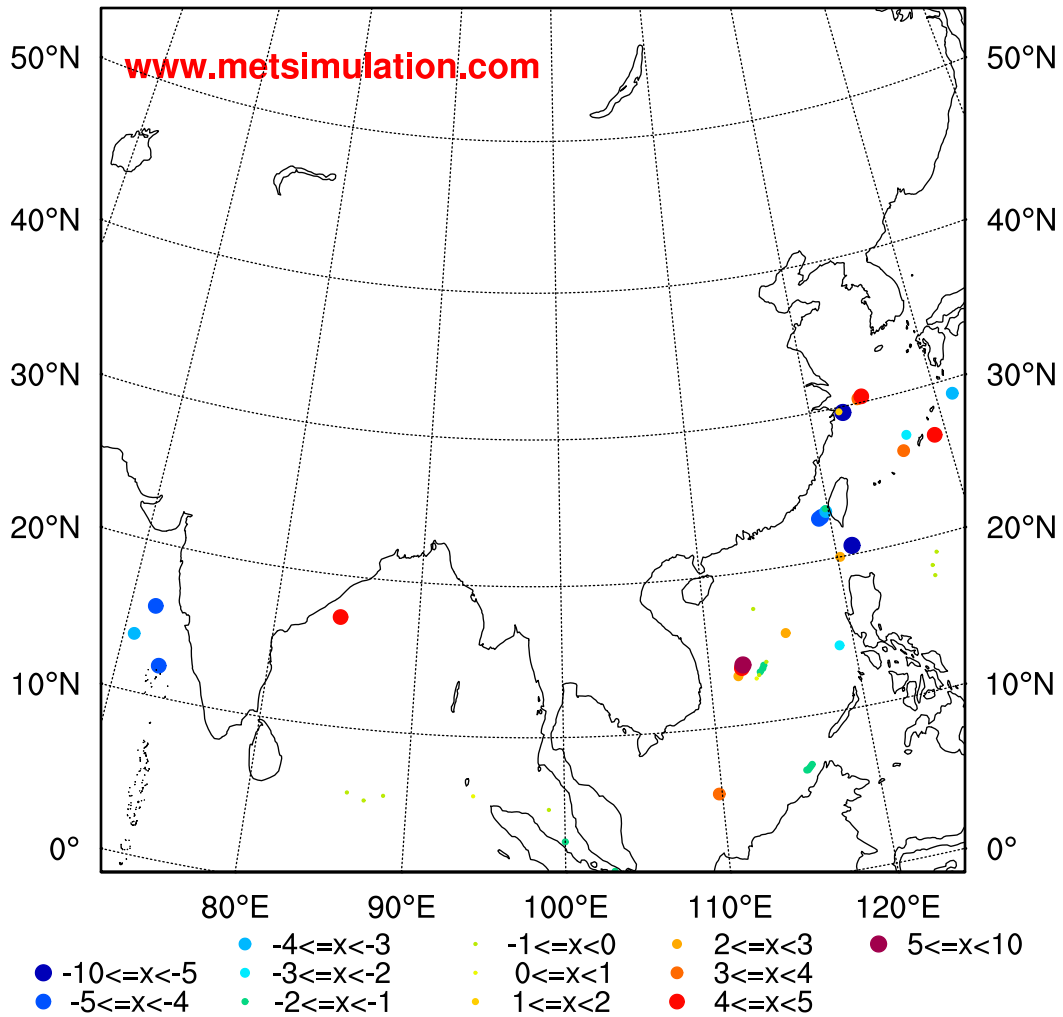 www.metsimulation.com
50°N 50°N
40°N 40°N
30°N 30°N
20°N 20°N
10°N 10°N
0° 0°
80°E 90°E 100°E 110°E 120°E
-4<=x<-3 -1<=x<0 2<=x<3 5<=x<10
-10<=x<-5 -3<=x<-2 0<=x<1 3<=x<4
-5<=x<-4 -2<=x<-1 1<=x<2 4<=x<5